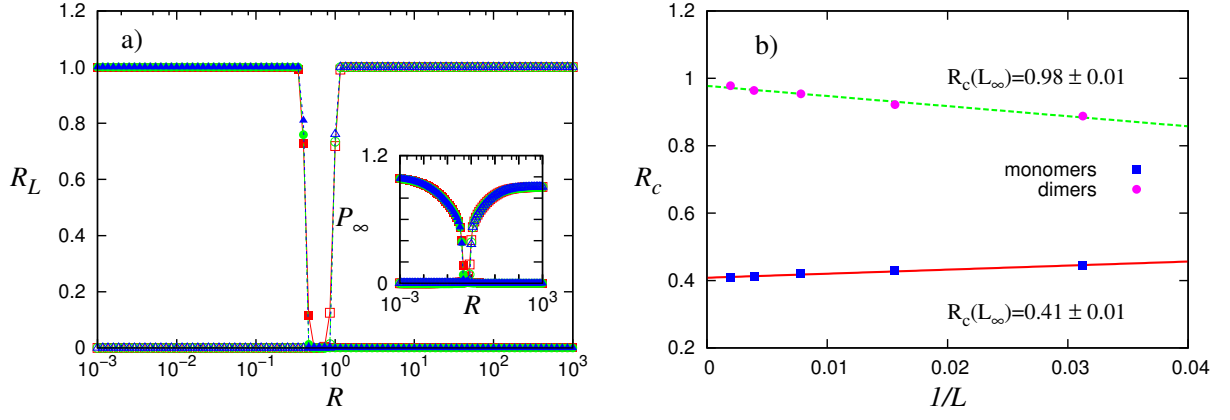 a)
1.2
1.0
0.8
0.6
0.4
0.2
0
R_L
10^{-3}
10^{-2}
10^{-1}
10^{0}
10^{1}
10^{2}
10^{3}
R
1.2
0
P_∞
10^{-3}
10^{0}
10^{3}
R
b)
1.2
1
0.8
0.6
0.4
0.2
R_c
R_c(L_∞)=0.98 ± 0.01
monomers
dimers
R_c(L_∞)=0.41 ± 0.01
0
0.01
0.02
0.03
0.04
1/L